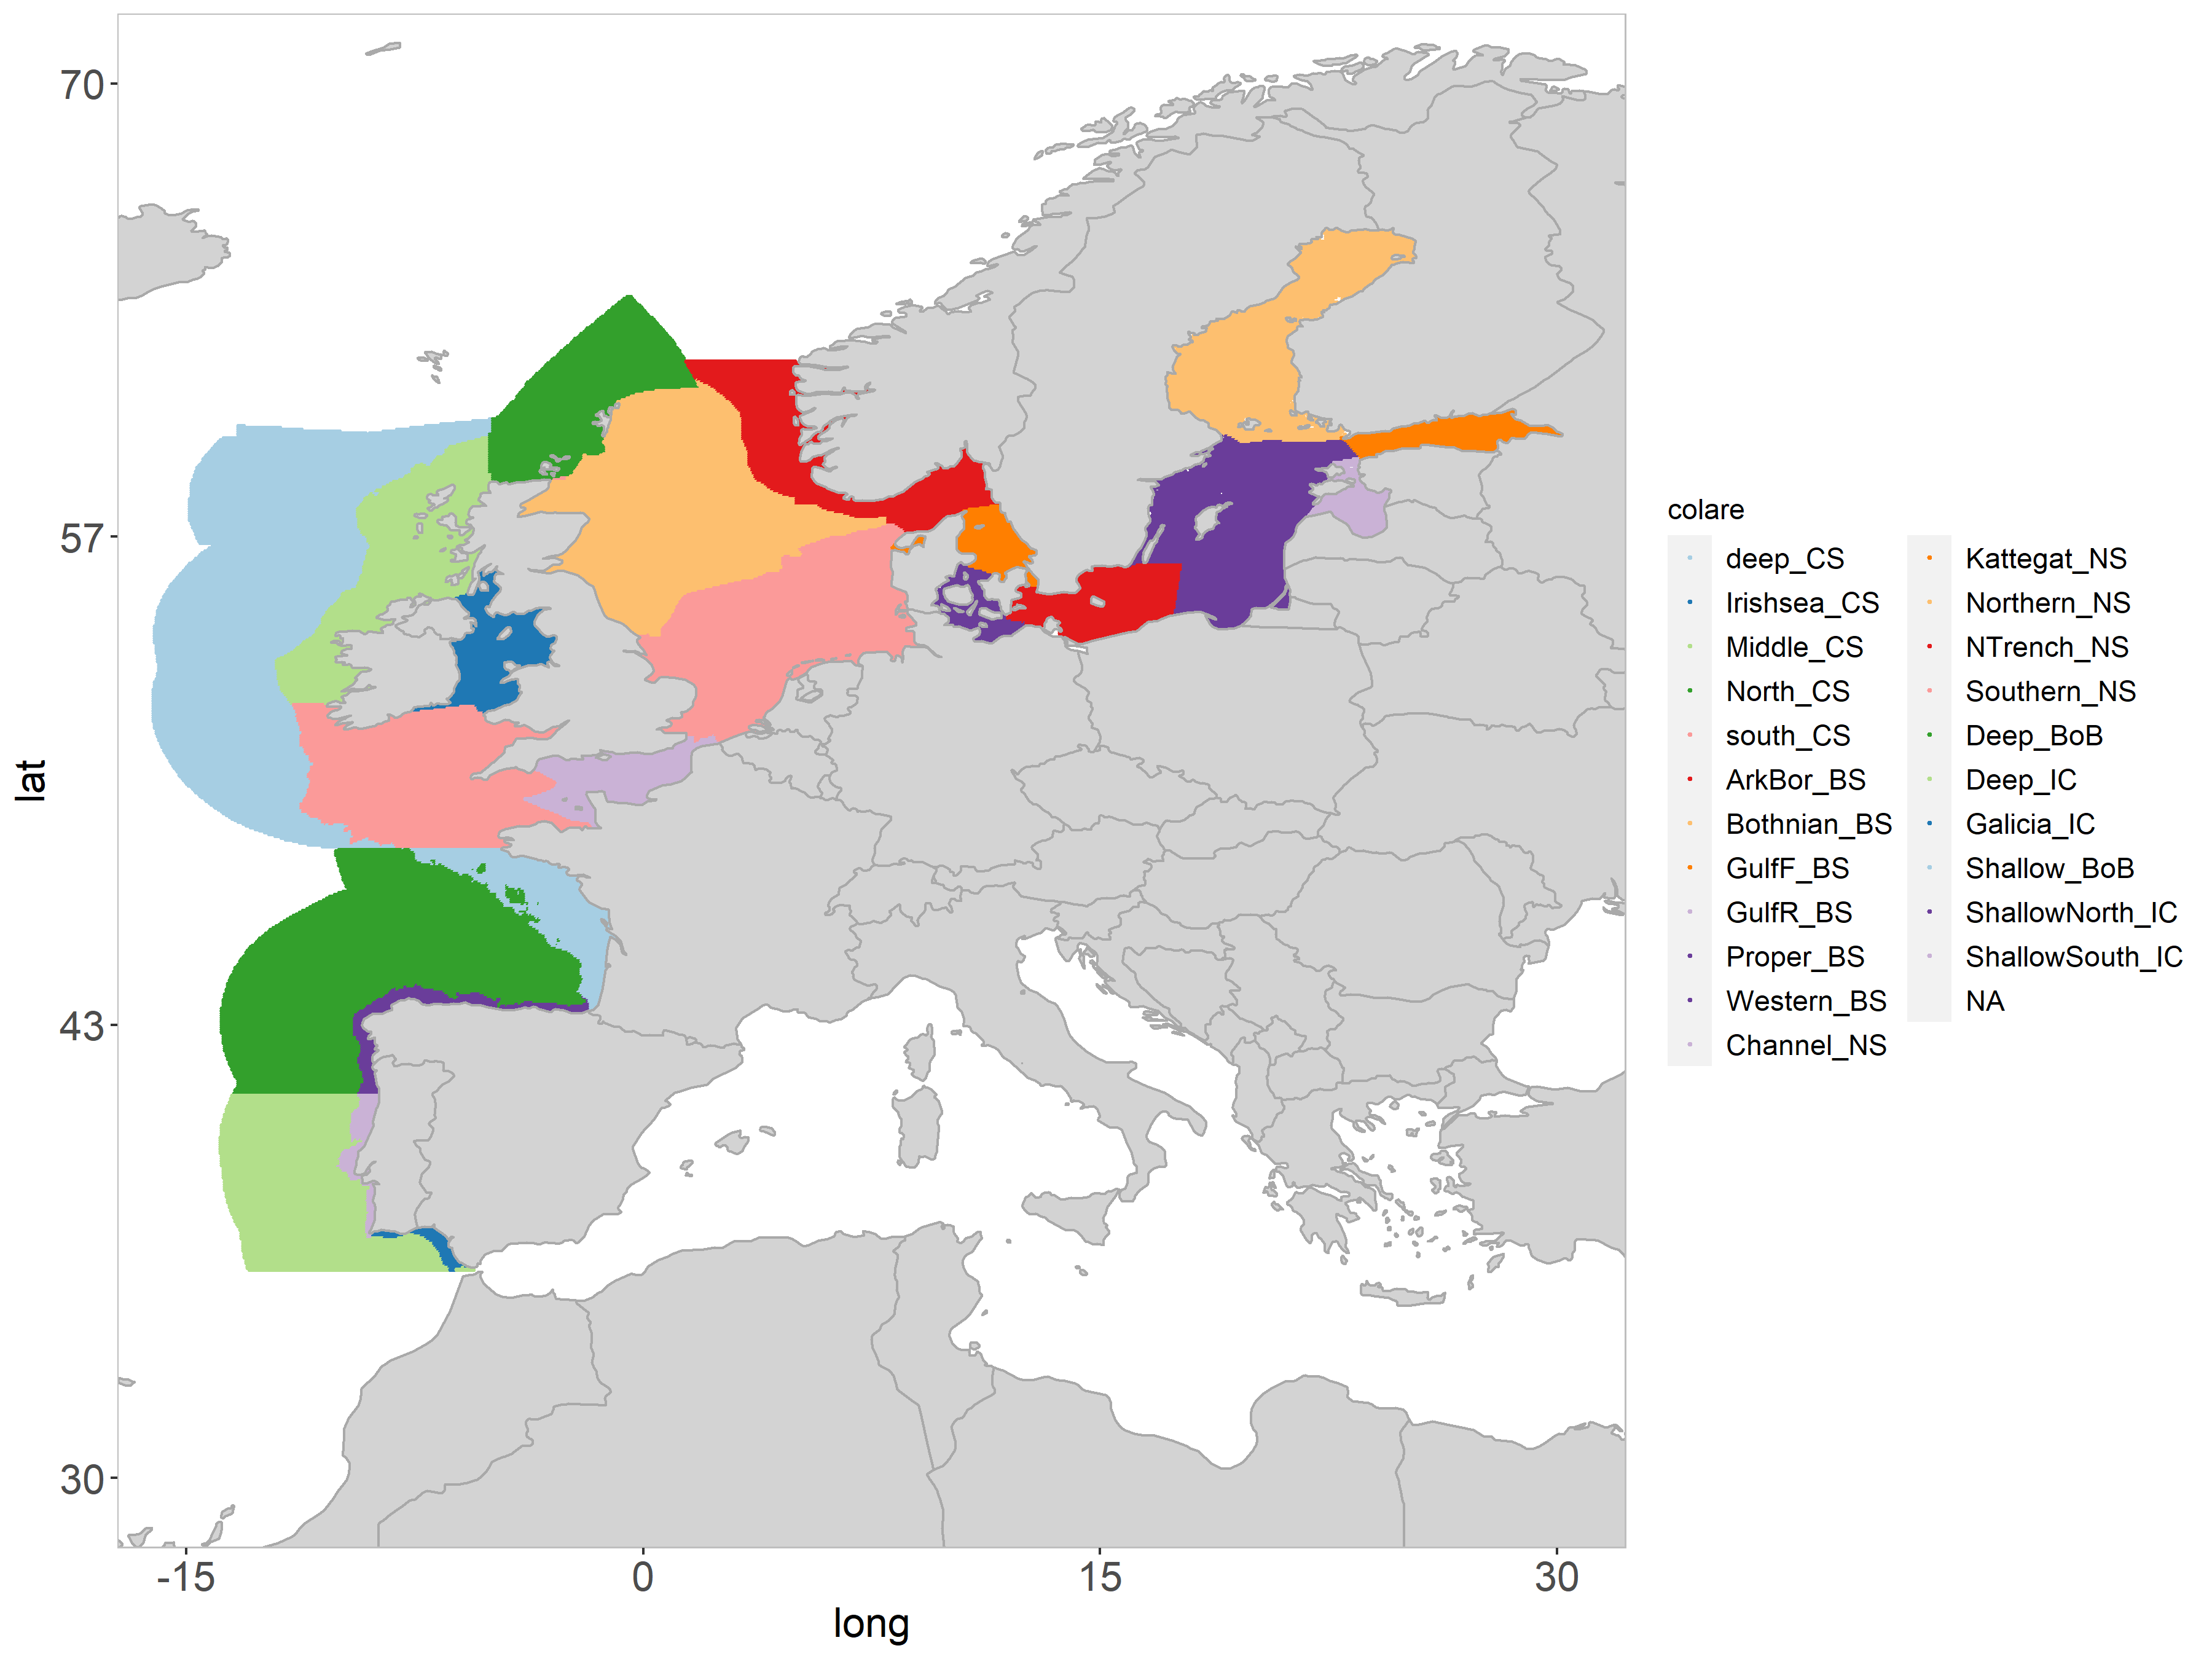 70
57
43
30
lat
-15
0
15
30
long
colare
deep_CS
Irishsea_CS
Middle_CS
North_CS
south_CS
ArkBor_BS
Bothnian_BS
GulfF_BS
GulfR_BS
Proper_BS
Western_BS
Channel_NS
Kattegat_NS
Northern_NS
NTrench_NS
Southern_NS
Deep_BoB
Deep_IC
Galicia_IC
Shallow_BoB
ShallowNorth_IC
ShallowSouth_IC
NA